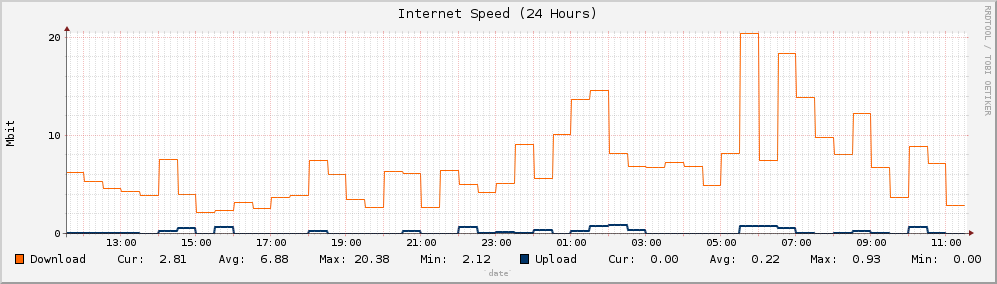 Internet Speed (24 Hours)
RRDTOOL / TOBI OETIKER
Mbit
20
10
0
13:00 15:00 17:00 19:00 21:00 23:00 01:00 03:00 05:00 07:00 09:00 11:00
Download Cur: 2.81 Avg: 6.88 Max: 20.38 Min: 2.12 Upload Cur: 0.00 Avg: 0.22 Max: 0.93 Min: 0.00
`date`